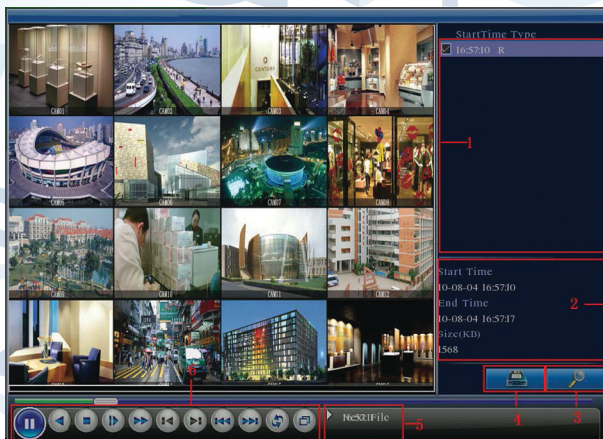 StartTime Type
16:57:10 R
CAM01
CAM02
CENTURY
CAM03
CAM04
1
CAM05
CAM06
CAM07
CAM08
CAM09
CAM10
CAM11
CAM12
Start Time
10-08-04 16:57:10
End Time
10-08-04 16:57:17
Size(KB)
1568
2
6
4
3
5